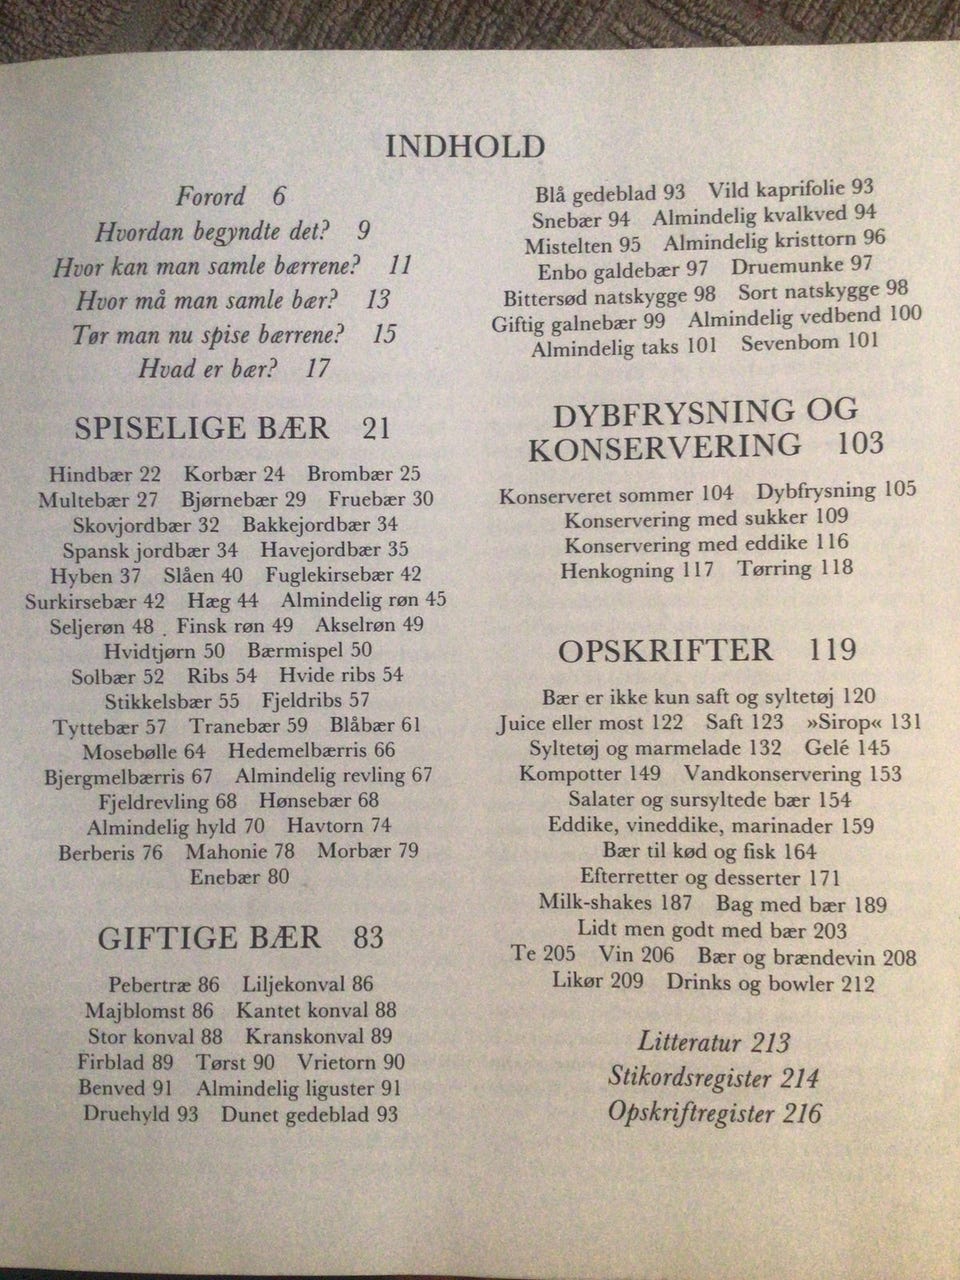 INDHOLD
Forord 6
Hvordan begyndte det? 9
Hvor kan man samle bærrene? 11
Hvor må man samle bær? 13
Tør man nu spise bærrene? 15
Hvad er bær? 17
SPISELIGE BÆR 21
Hindbær 22 Korbær 24 Brombær 25
Multebær 27 Bjørnebær 29 Fruebær 30
Skovjordbær 32 Bakkejordbær 34
Spansk jordbær 34 Havejordbær 35
Hyben 37 Slåen 40 Fuglekirsebær 42
Surkirsebær 42 Hæg 44 Almindelig røn 45
Seljerøn 48 Finsk røn 49 Akselrøn 49
Hvidtjørn 50 Bærmispel 50
Solbær 52 Ribs 54 Hvide ribs 54
Stikkelsbær 55 Fjeldribs 57
Tyttebær 57 Tranebær 59 Blåbær 61
Mosebølle 64 Hedemelbærris 66
Bjergmelbærris 67 Almindelig revling 67
Fjeldrevling 68 Hønsebær 68
Almindelig hyld 70 Havtorn 74
Berberis 76 Mahonie 78 Morbær 79
Enebær 80
GIFTIGE BÆR 83
Pebertræ 86 Liljekonval 86
Majblomst 86 Kantet konval 88
Stor konval 88 Kranskonval 89
Firblad 89 Tørst 90 Vrietorn 90
Benved 91 Almindelig liguster 91
Druehyld 93 Dunet gedeblad 93
Blå gedeblad 93 Vild kaprifolie 93
Snebær 94 Almindelig kvalkved 94
Mistelten 95 Almindelig kristtorn 96
Enbo galdebær 97 Druemunke 97
Bittersød natskygge 98 Sort natskygge 98
Giftig galnebær 99 Almindelig vedbend 100
Almindelig taks 101 Sevenbom 101
DYBFRYSNING OG
KONSERVERING 103
Konserveret sommer 104 Dybfrysning 105
Konservering med sukker 109
Konservering med eddike 116
Henkogning 117 Tørring 118
OPSKRIFTER 119
Bær er ikke kun saft og syltetøj 120
Juice eller most 122 Saft 123 »Sirop« 131
Syltetøj og marmelade 132 Gelé 145
Kompotter 149 Vandkonservering 153
Salater og sursyltede bær 154
Eddike, vineddike, marinader 159
Bær til kød og fisk 164
Efterretter og desserter 171
Milk-shakes 187 Bag med bær 189
Lidt men godt med bær 203
Te 205 Vin 206 Bær og brændevin 208
Likør 209 Drinks og bowler 212
Litteratur 213
Stikordsregister 214
Opskriftregister 216